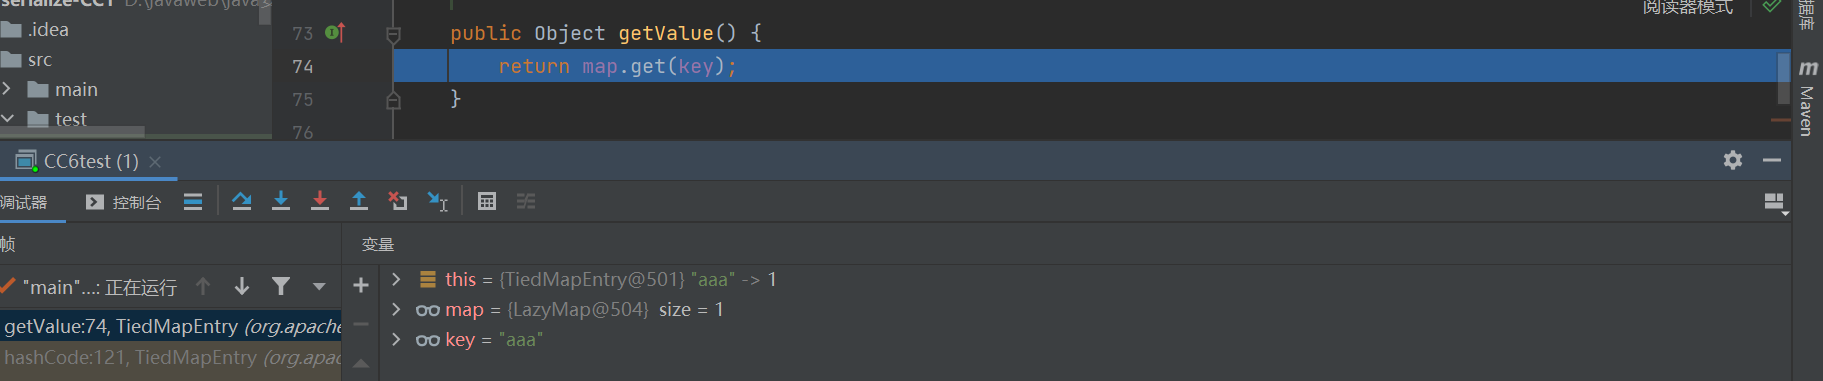 serialize-CC1 D:\javaweb\java
.idea
src
main
test
73 public Object getValue() {
74 return map.get(key);
75 }
76
阅读器模式
据库
Maven
CC6test (1)
调试器 控制台
帧 变量
"main"...: 正在运行
getValue:74, TiedMapEntry (org.apache
hashCode:121, TiedMapEntry (org.apac
this = {TiedMapEntry@501} "aaa" -> 1
map = {LazyMap@504} size = 1
key = "aaa"